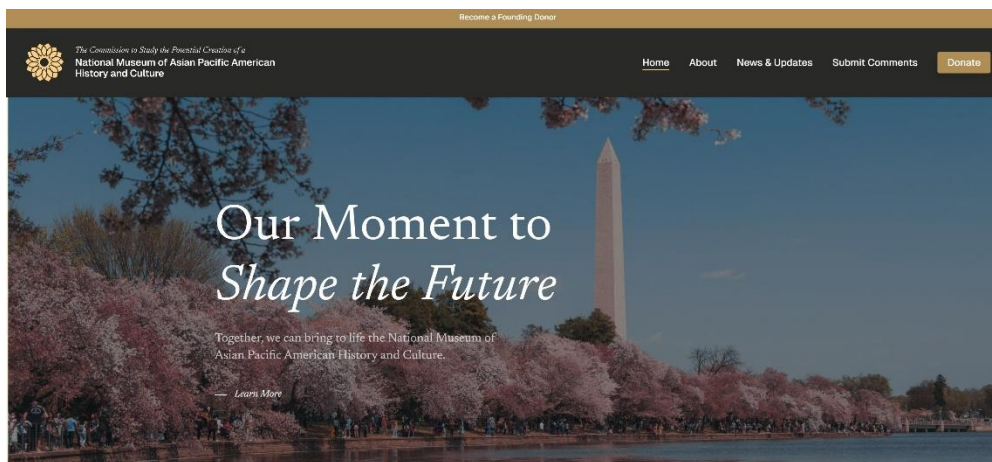 Become a Founding Donor
The Commission to Study the Potential Creation of a
National Museum of Asian Pacific American
History and Culture
Home About News & Updates Submit Comments Donate
Our Moment to
Shape the Future
Together, we can bring to life the National Museum of
Asian Pacific American History and Culture.
Learn More